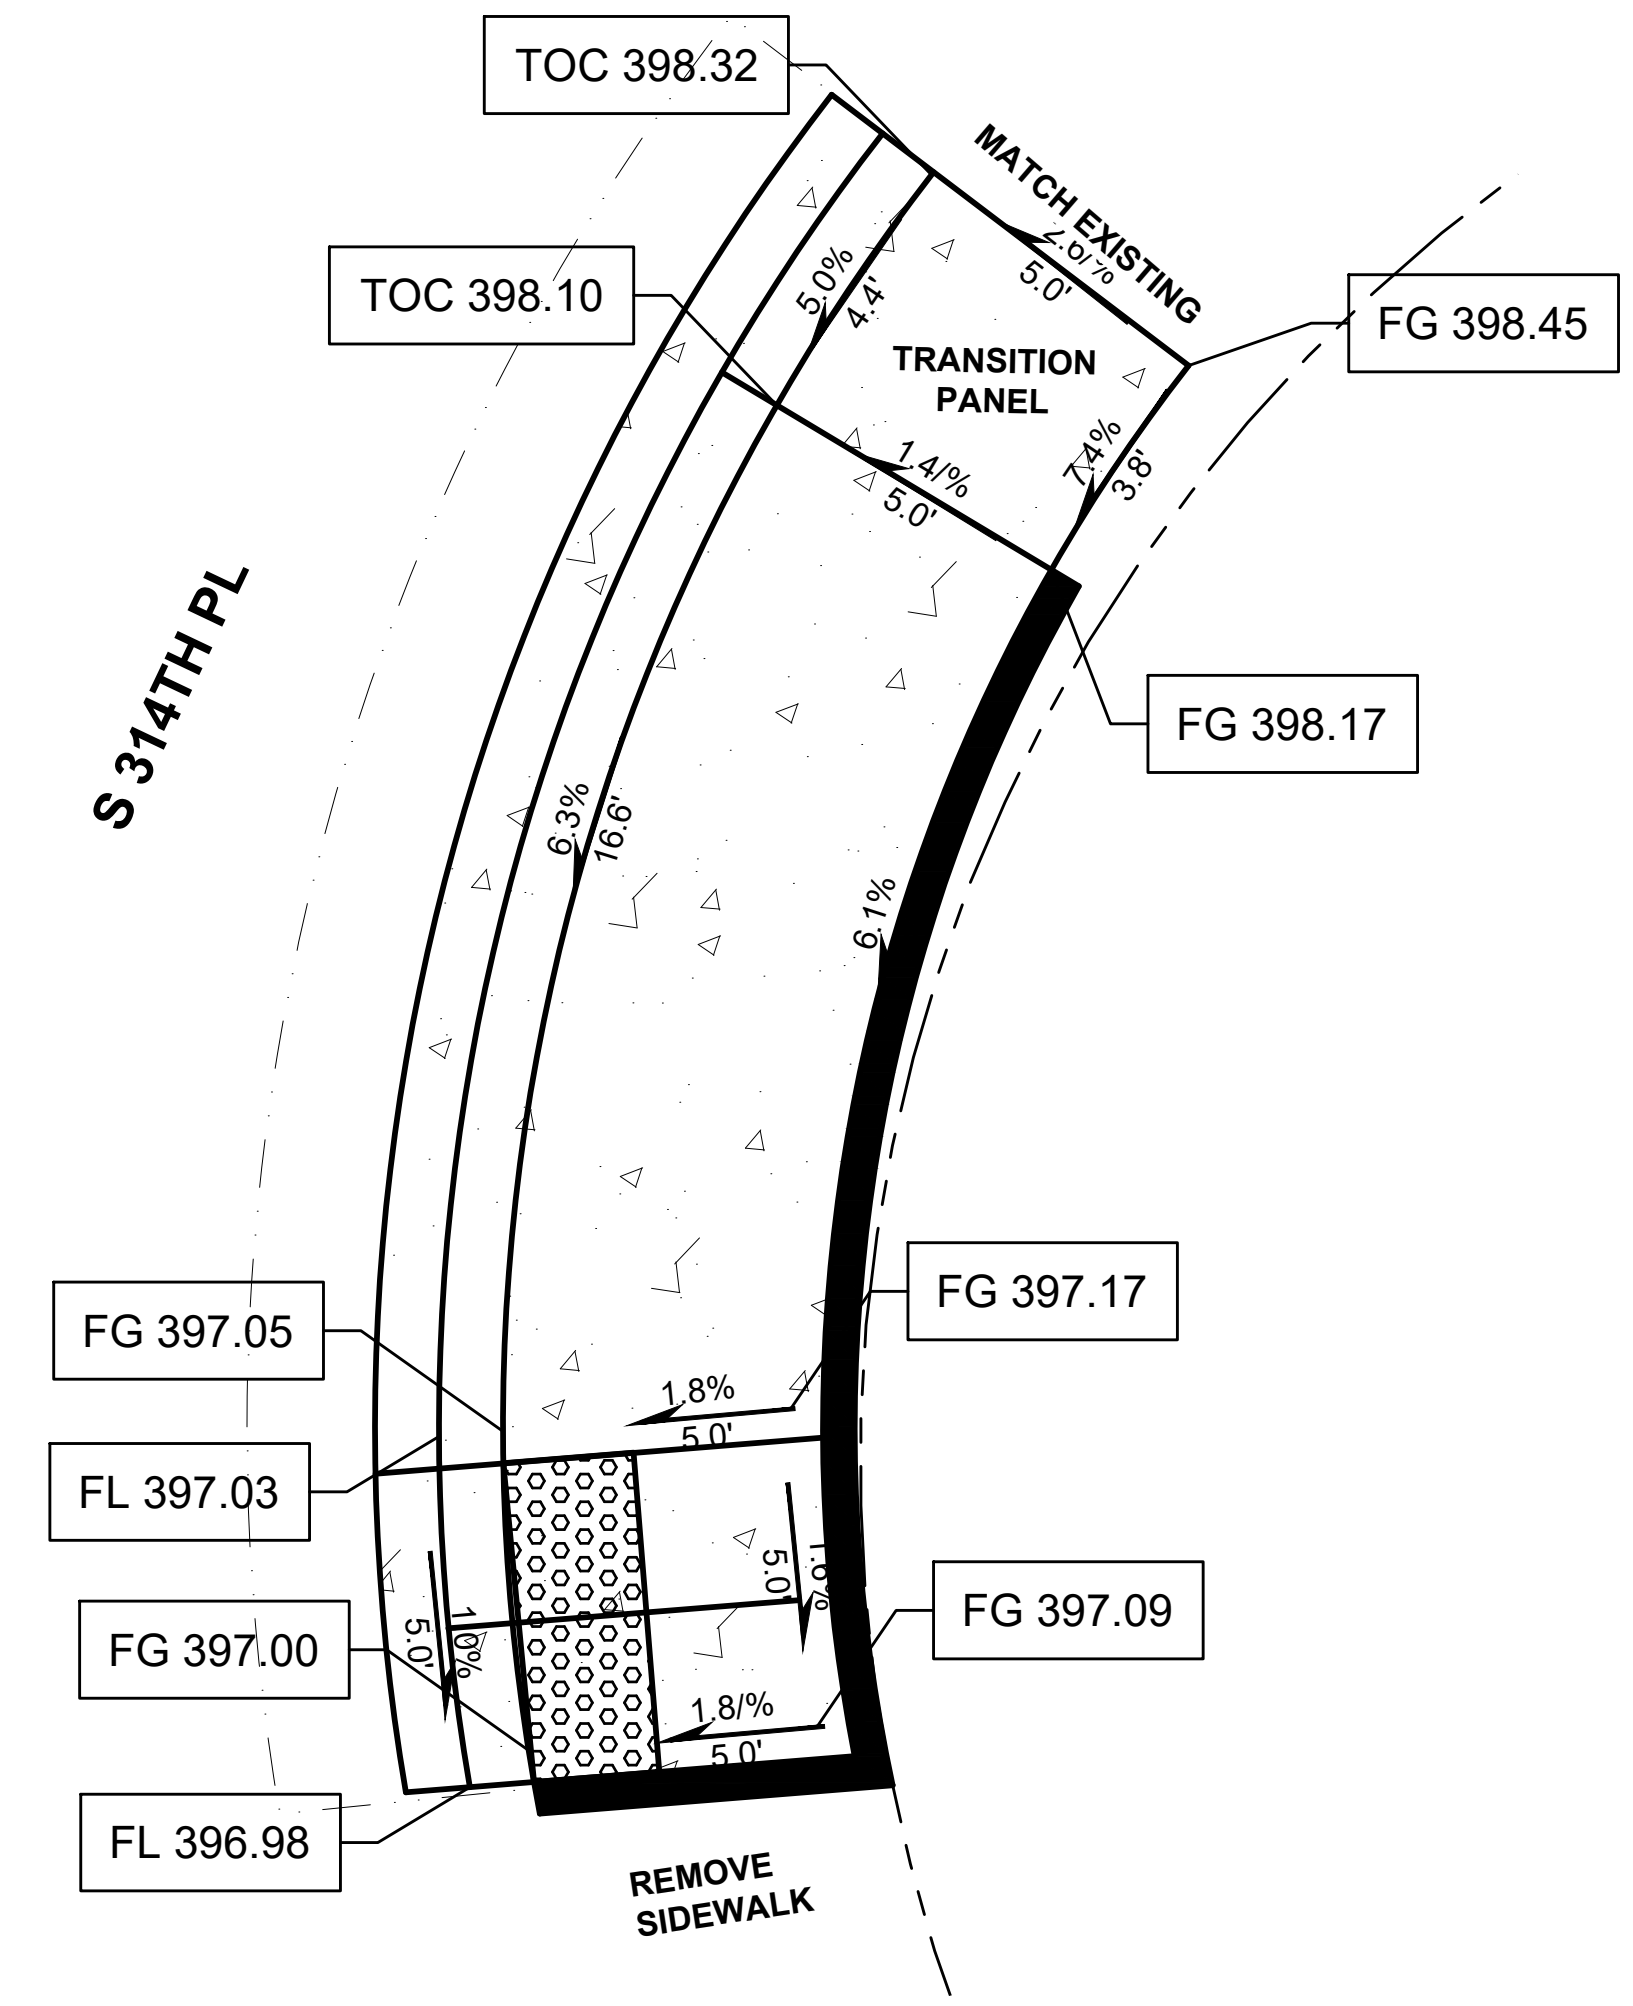 TOC 398.32
MATCH EXISTING
TOC 398.10
5.0%
4.4'
5.0'
FG 398.45
TRANSITION
PANEL
7.4%
3.8'
1.4/%
5.0'
S 314TH PL
FG 398.17
6.3%
16.6'
6.1%
FG 397.17
FG 397.05
1.8%
5.0'
FL 397.03
5.0'
1.6%
FG 397.09
FG 397.00
5.0'
1.8/%
5.0'
FL 396.98
REMOVE
SIDEWALK